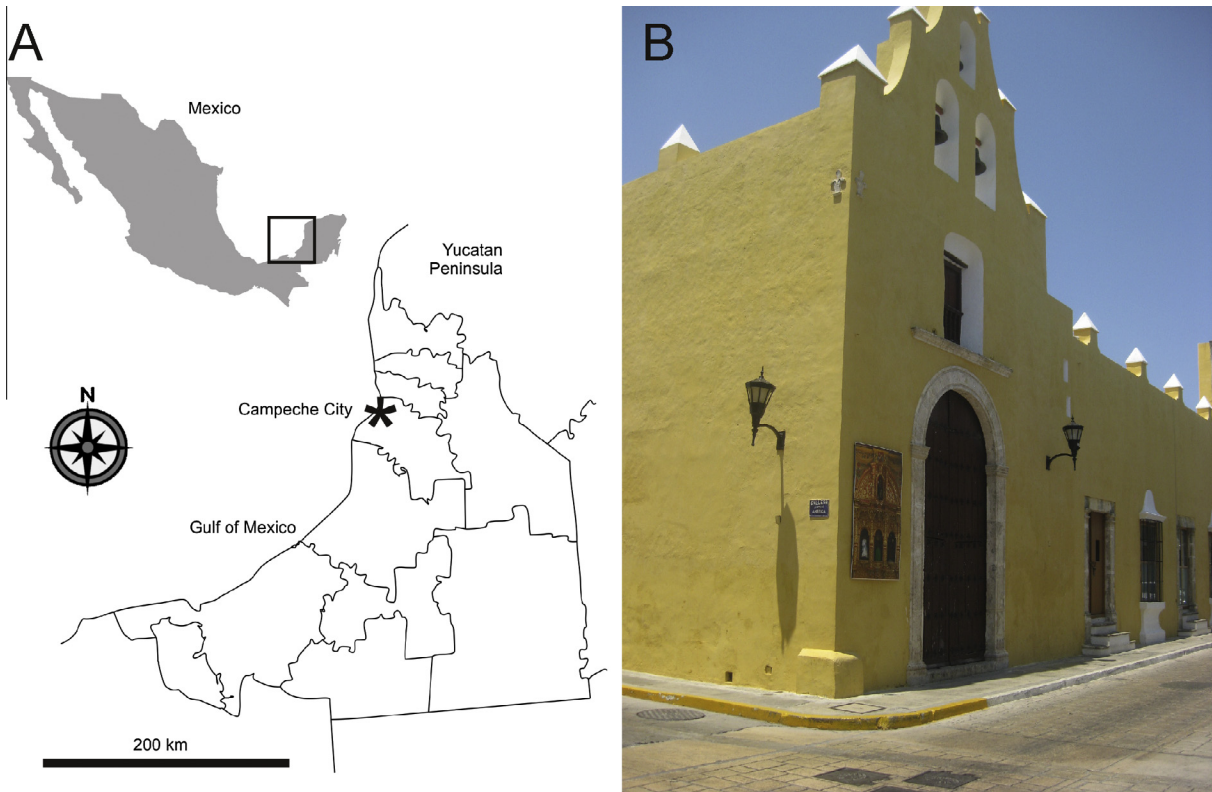 A
Mexico
Yucatan
Peninsula
N
Campeche City
Gulf of Mexico
200 km
B